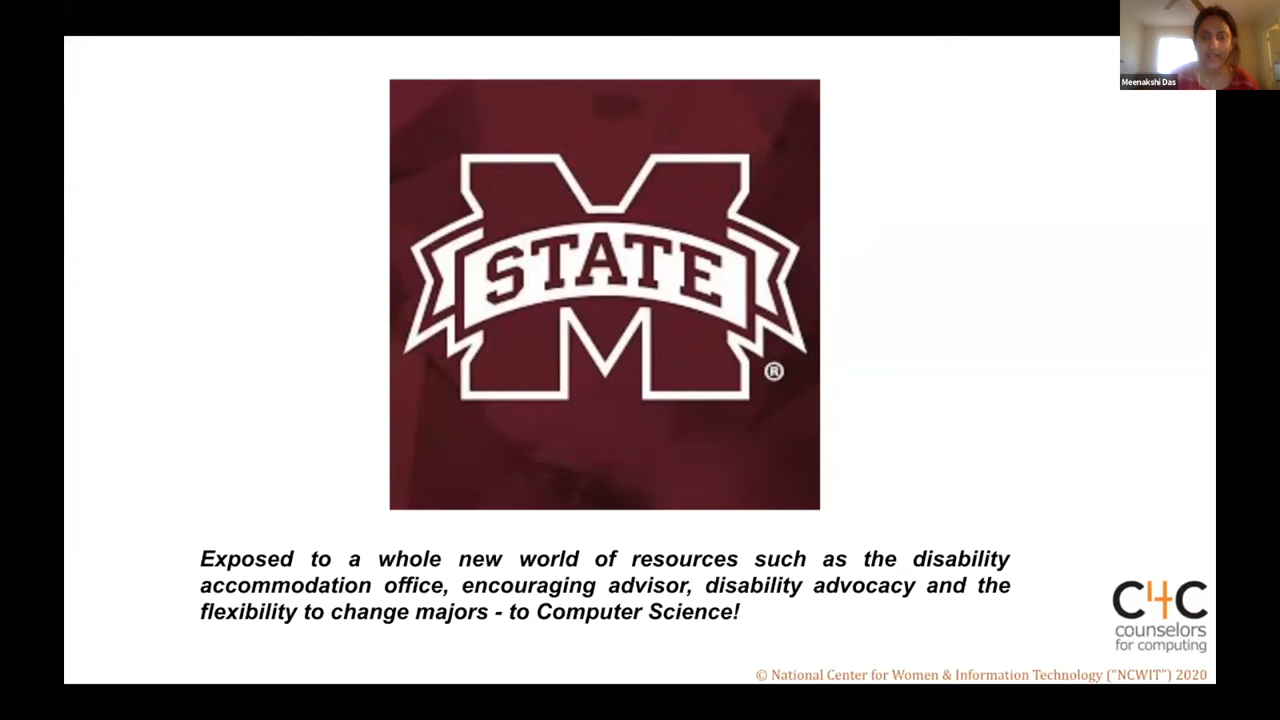 Meenakshi Das
STATE
®
Exposed to a whole new world of resources such as the disability
accommodation office, encouraging advisor, disability advocacy and the
flexibility to change majors - to Computer Science!
C4C
counselors
for computing
© National Center for Women & Information Technology ("NCWIT") 2020